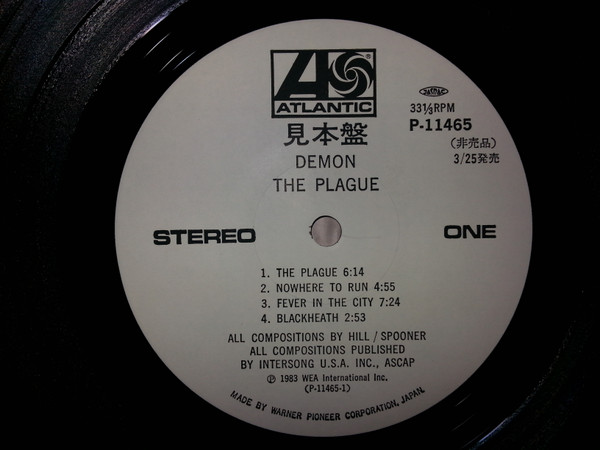 ATLANTIC
®
見本盤
DEMON
THE PLAGUE
JASRAC
33⅓RPM
P-11465
(非売品)
3/25発売
STEREO
ONE
1. THE PLAGUE 6:14
2. NOWHERE TO RUN 4:55
3. FEVER IN THE CITY 7:24
4. BLACKHEATH 2:53
ALL COMPOSITIONS BY HILL/SPOONER
ALL COMPOSITIONS PUBLISHED
BY INTERSONG U.S.A. INC., ASCAP
℗ 1983 WEA International Inc.
(P-11465-1)
MADE BY WARNER PIONEER CORPORATION, JAPAN.